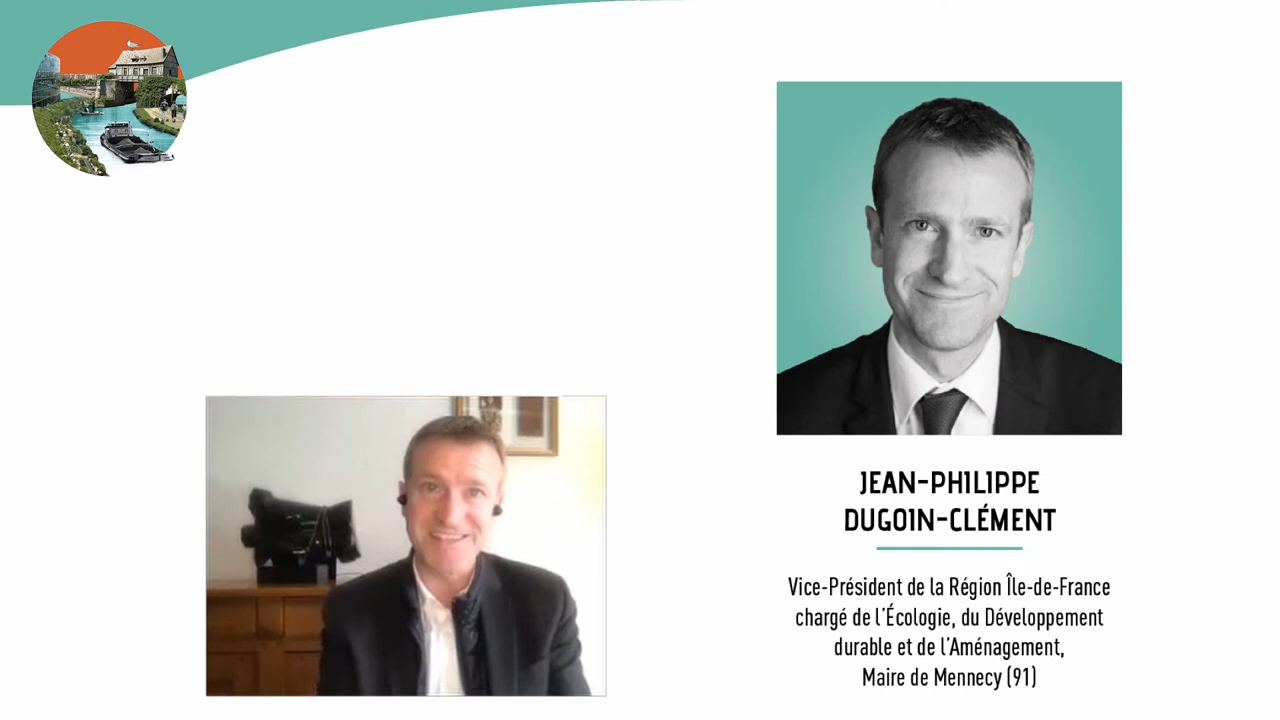 JEAN-PHILIPPE
DUGOIN-CLÉMENT
Vice-Président de la Région Île-de-France
chargé de l'Écologie, du Développement
durable et de l'Aménagement,
Maire de Mennecy (91)